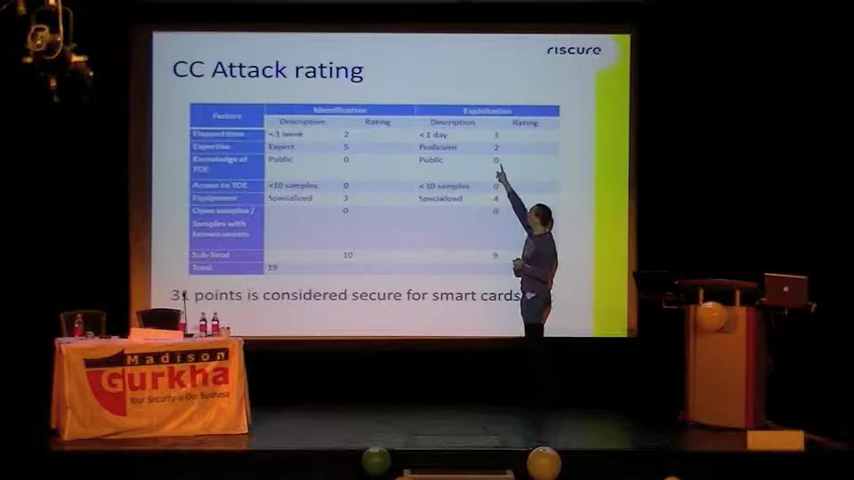 riscure
CC Attack rating
Factors Identification Exploitation
Description Rating Description Rating
Elapsed time <1 week 2 <1 day 3
Expertise Expert 5 Proficient 2
Knowledge of TOE Public 0 Public 0
Access to TOE <10 samples 0 <10 samples 0
Equipment Specialized 3 Specialized 4
Open samples / Samples with known secrets 0 0
Sub-Total 10 9
Total 19
31 points is considered secure for smart cards
Madison
Gurkha
Your Security is Our Business